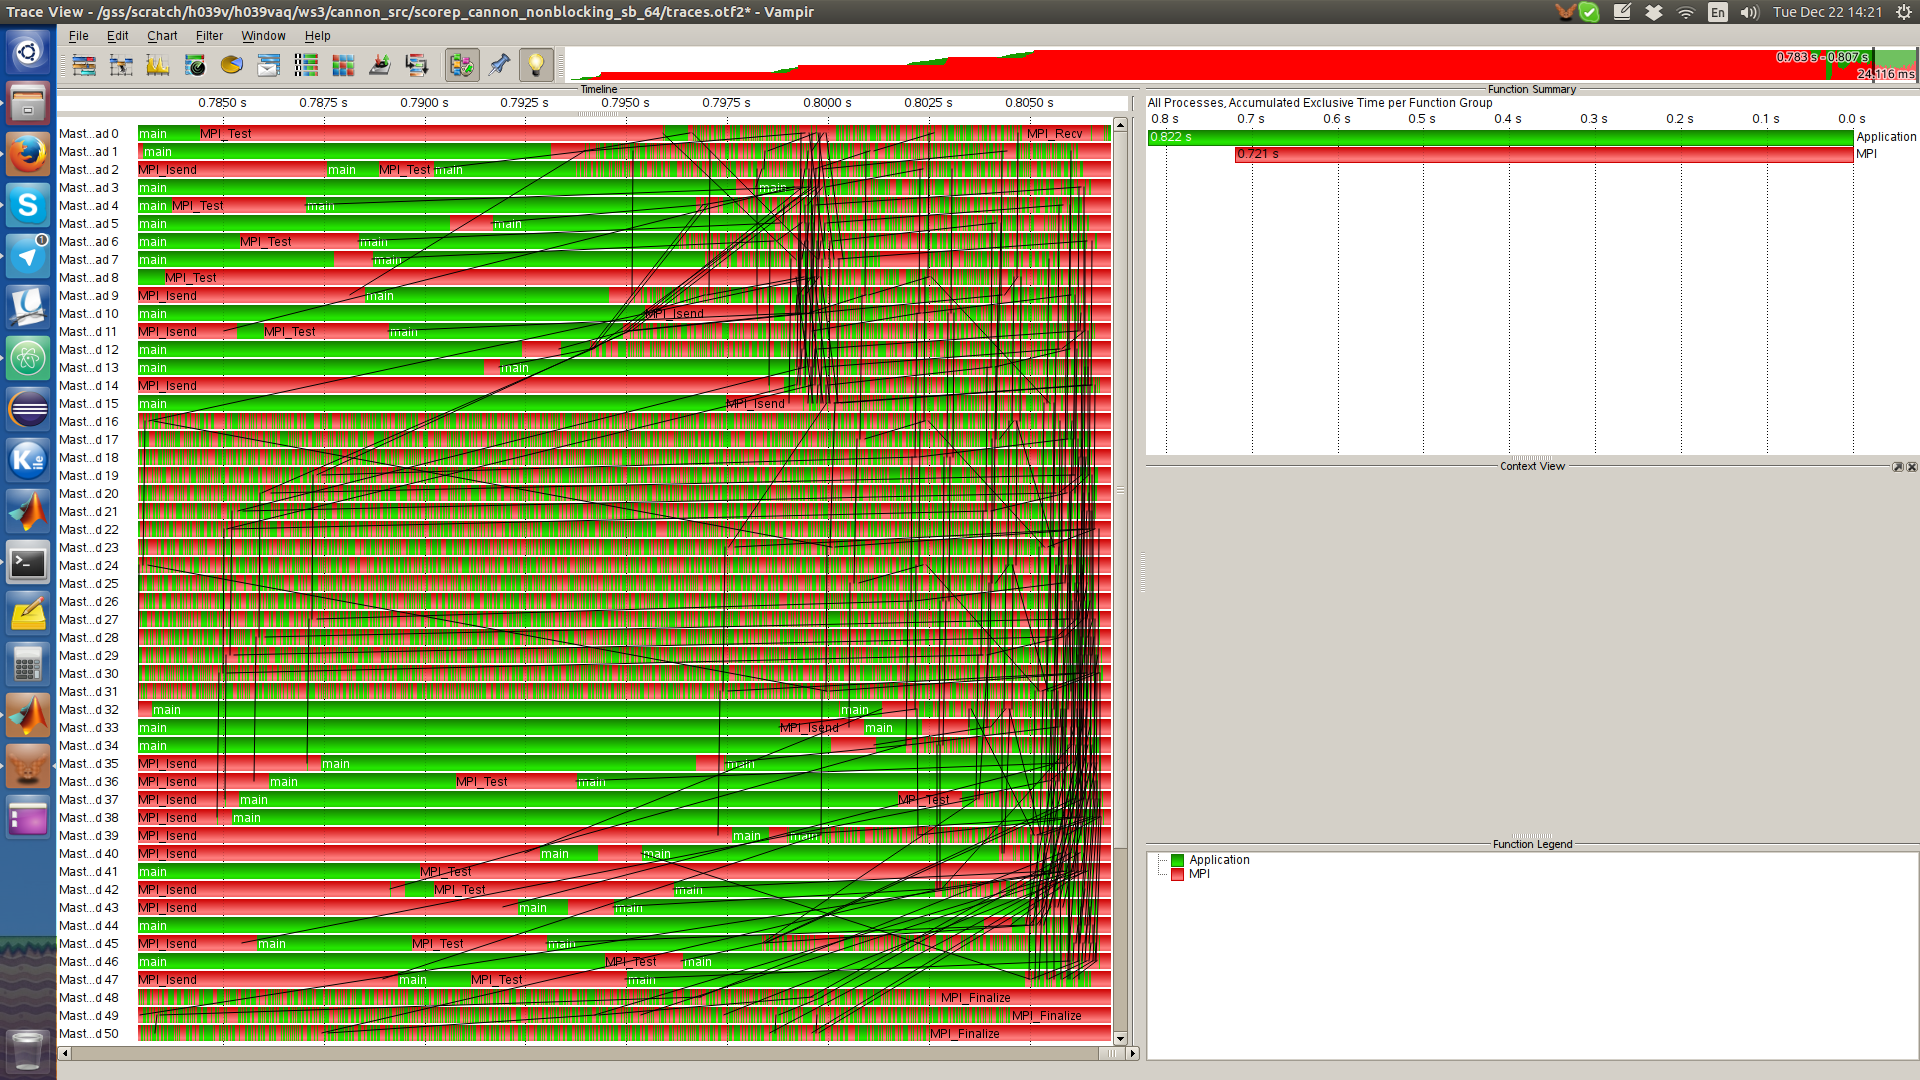 Trace View - /gss/scratch/h039v/h039vaq/ws3/cannon_src/scorep_cannon_nonblocking_sb_64/traces.otf2* - Vampir
En
Tue Dec 22 14:21
File Edit Chart Filter Window Help
0.783 s - 0.807 s
24.116 ms
Timeline
0.7850 s 0.7875 s 0.7900 s 0.7925 s 0.7950 s 0.7975 s 0.8000 s 0.8025 s 0.8050 s
Mast...ad 0 main MPI_Test MPI_Recv
Mast...ad 1 main
Mast...ad 2 MPI_Isend main MPI_Test main
Mast...ad 3 main main
Mast...ad 4 main MPI_Test main
Mast...ad 5 main main
Mast...ad 6 main MPI_Test main
Mast...ad 7 main main
Mast...ad 8 MPI_Test
Mast...ad 9 MPI_Isend main
Mast...d 10 main MPI_Isend
Mast...d 11 MPI_Isend MPI_Test main
Mast...d 12 main
Mast...d 13 main main
Mast...d 14 MPI_Isend
Mast...d 15 main MPI_Isend
Mast...d 16
Mast...d 17
Mast...d 18
Mast...d 19
Mast...d 20
Mast...d 21
Mast...d 22
Mast...d 23
Mast...d 24
Mast...d 25
Mast...d 26
Mast...d 27
Mast...d 28
Mast...d 29
Mast...d 30
Mast...d 31
Mast...d 32 main main
Mast...d 33 main MPI_Isend main
Mast...d 34 main
Mast...d 35 MPI_Isend main main
Mast...d 36 MPI_Isend main MPI_Test main
Mast...d 37 MPI_Isend main MPI_Test
Mast...d 38 MPI_Isend main
Mast...d 39 MPI_Isend main main
Mast...d 40 MPI_Isend main main
Mast...d 41 main MPI_Test
Mast...d 42 MPI_Isend MPI_Test main
Mast...d 43 MPI_Isend main main
Mast...d 44 main
Mast...d 45 MPI_Isend main MPI_Test main
Mast...d 46 main MPI_Test main
Mast...d 47 MPI_Isend main MPI_Test main
Mast...d 48 MPI_Finalize
Mast...d 49 MPI_Finalize
Mast...d 50 MPI_Finalize
Function Summary
All Processes, Accumulated Exclusive Time per Function Group
0.8 s 0.7 s 0.6 s 0.5 s 0.4 s 0.3 s 0.2 s 0.1 s 0.0 s
0.822 s Application
0.721 s MPI
Context View
Function Legend
Application
MPI